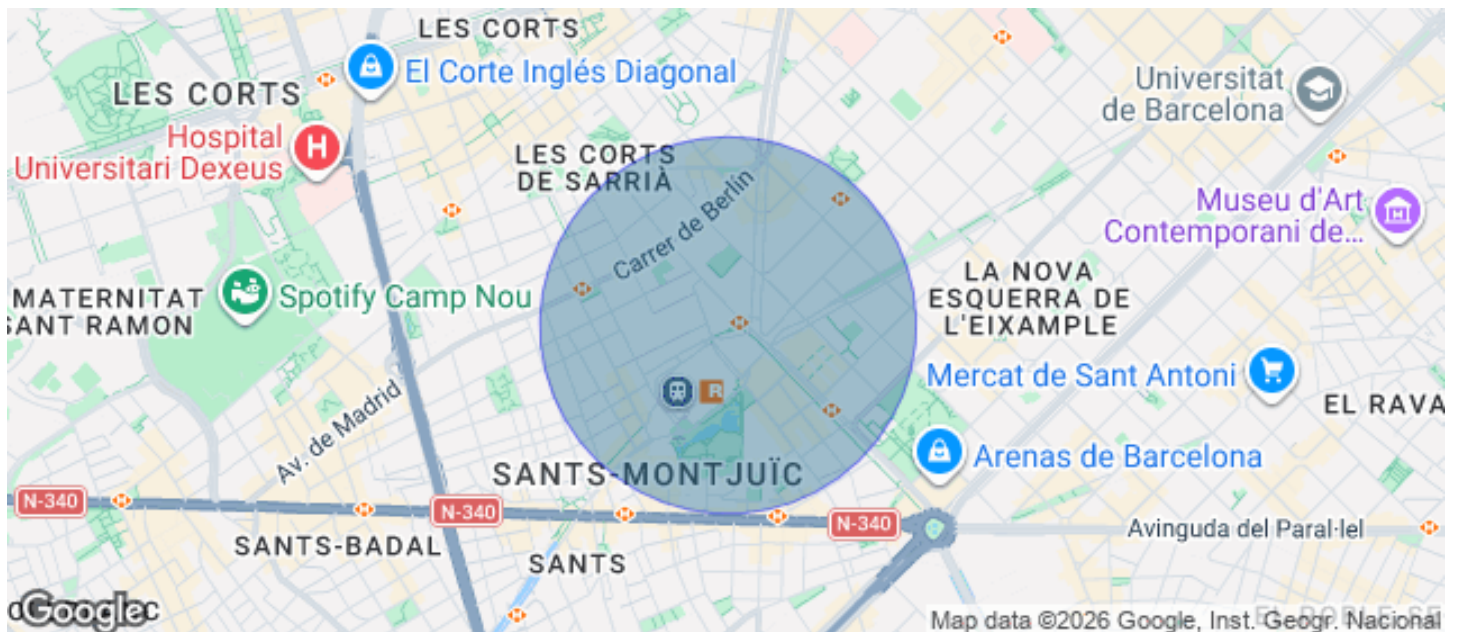 LES CORTS
El Corte Inglés Diagonal
LES CORTS
Universitat
de Barcelona
Hospital
Universitari Dexeus
H
LES CORTS
DE SARRIÀ
Carrer de Berlín
Museu d'Art
Contemporani de...
LA NOVA
ESQUERRA DE
L'EIXAMPLE
MATERNITAT
SANT RAMON
Spotify Camp Nou
Mercat de Sant Antoni
R
EL RAVA
Av. de Madrid
Arenas de Barcelona
SANTS-MONTJUÏC
N-340
N-340
N-340
Avinguda del Paral·lel
SANTS-BADAL
SANTS
Google
Map data ©2026 Google, Inst. Geogr. Nacional